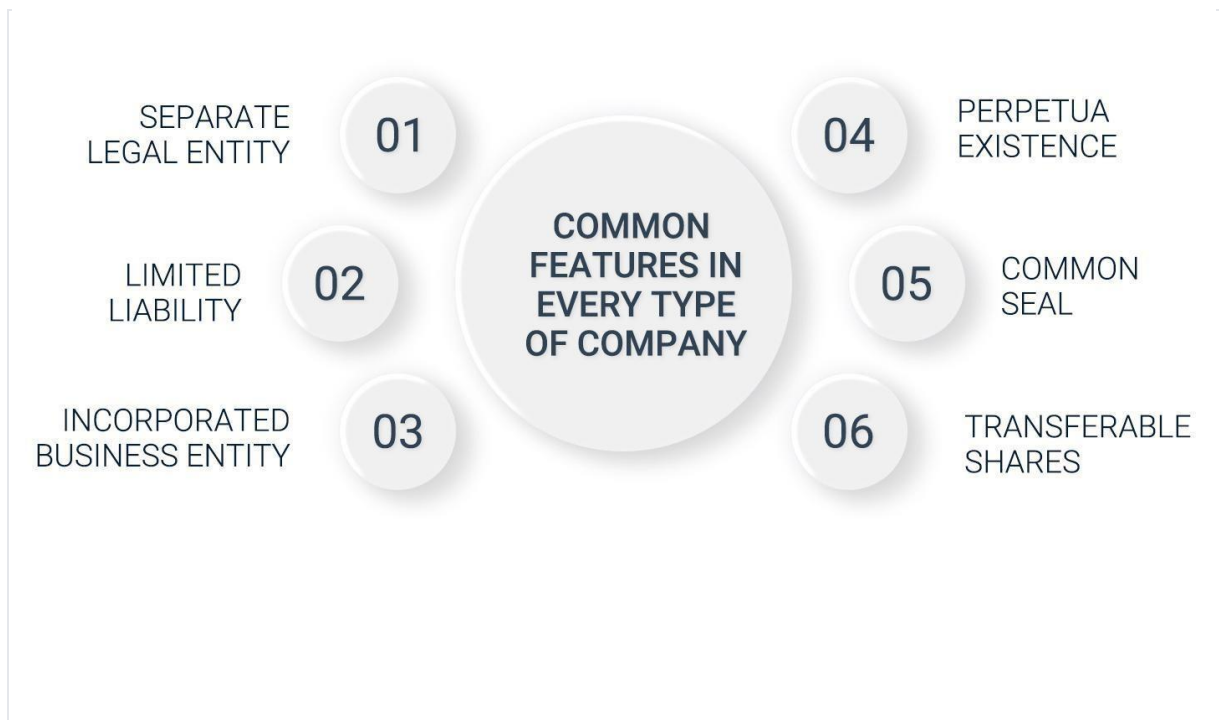 SEPARATE
LEGAL ENTITY
01
LIMITED
LIABILITY
02
INCORPORATED
BUSINESS ENTITY
03
COMMON
FEATURES IN
EVERY TYPE
OF COMPANY
04
PERPETUA
EXISTENCE
05
COMMON
SEAL
06
TRANSFERABLE
SHARES